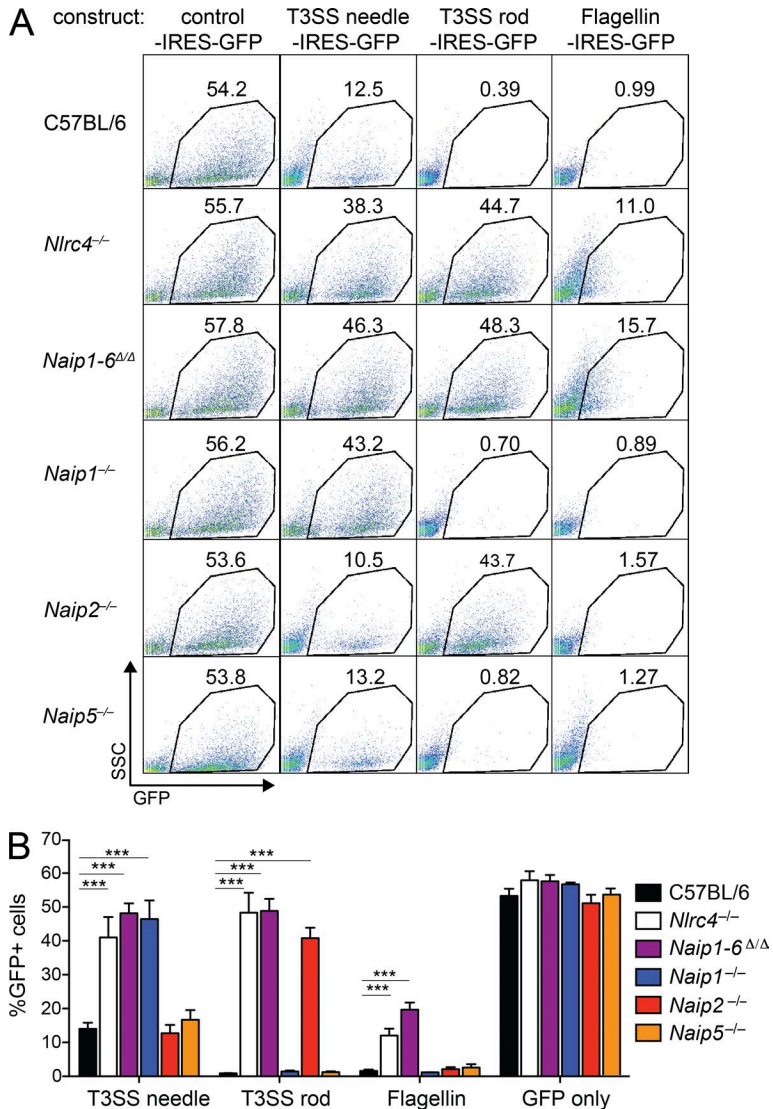 A
construct: control T3SS needle T3SS rod Flagellin
-IRES-GFP -IRES-GFP -IRES-GFP -IRES-GFP
C57BL/6 54.2 12.5 0.39 0.99
Nlrc4⁻/⁻ 55.7 38.3 44.7 11.0
Naip1-6Δ/Δ 57.8 46.3 48.3 15.7
Naip1⁻/⁻ 56.2 43.2 0.70 0.89
Naip2⁻/⁻ 53.6 10.5 43.7 1.57
Naip5⁻/⁻ 53.8 13.2 0.82 1.27
SSC
GFP
B
%GFP+ cells
70
60
50
40
30
20
10
0
*** *** ***
*** *** ***
*** ***
T3SS needle T3SS rod Flagellin GFP only
C57BL/6
Nlrc4⁻/⁻
Naip1-6Δ/Δ
Naip1⁻/⁻
Naip2⁻/⁻
Naip5⁻/⁻